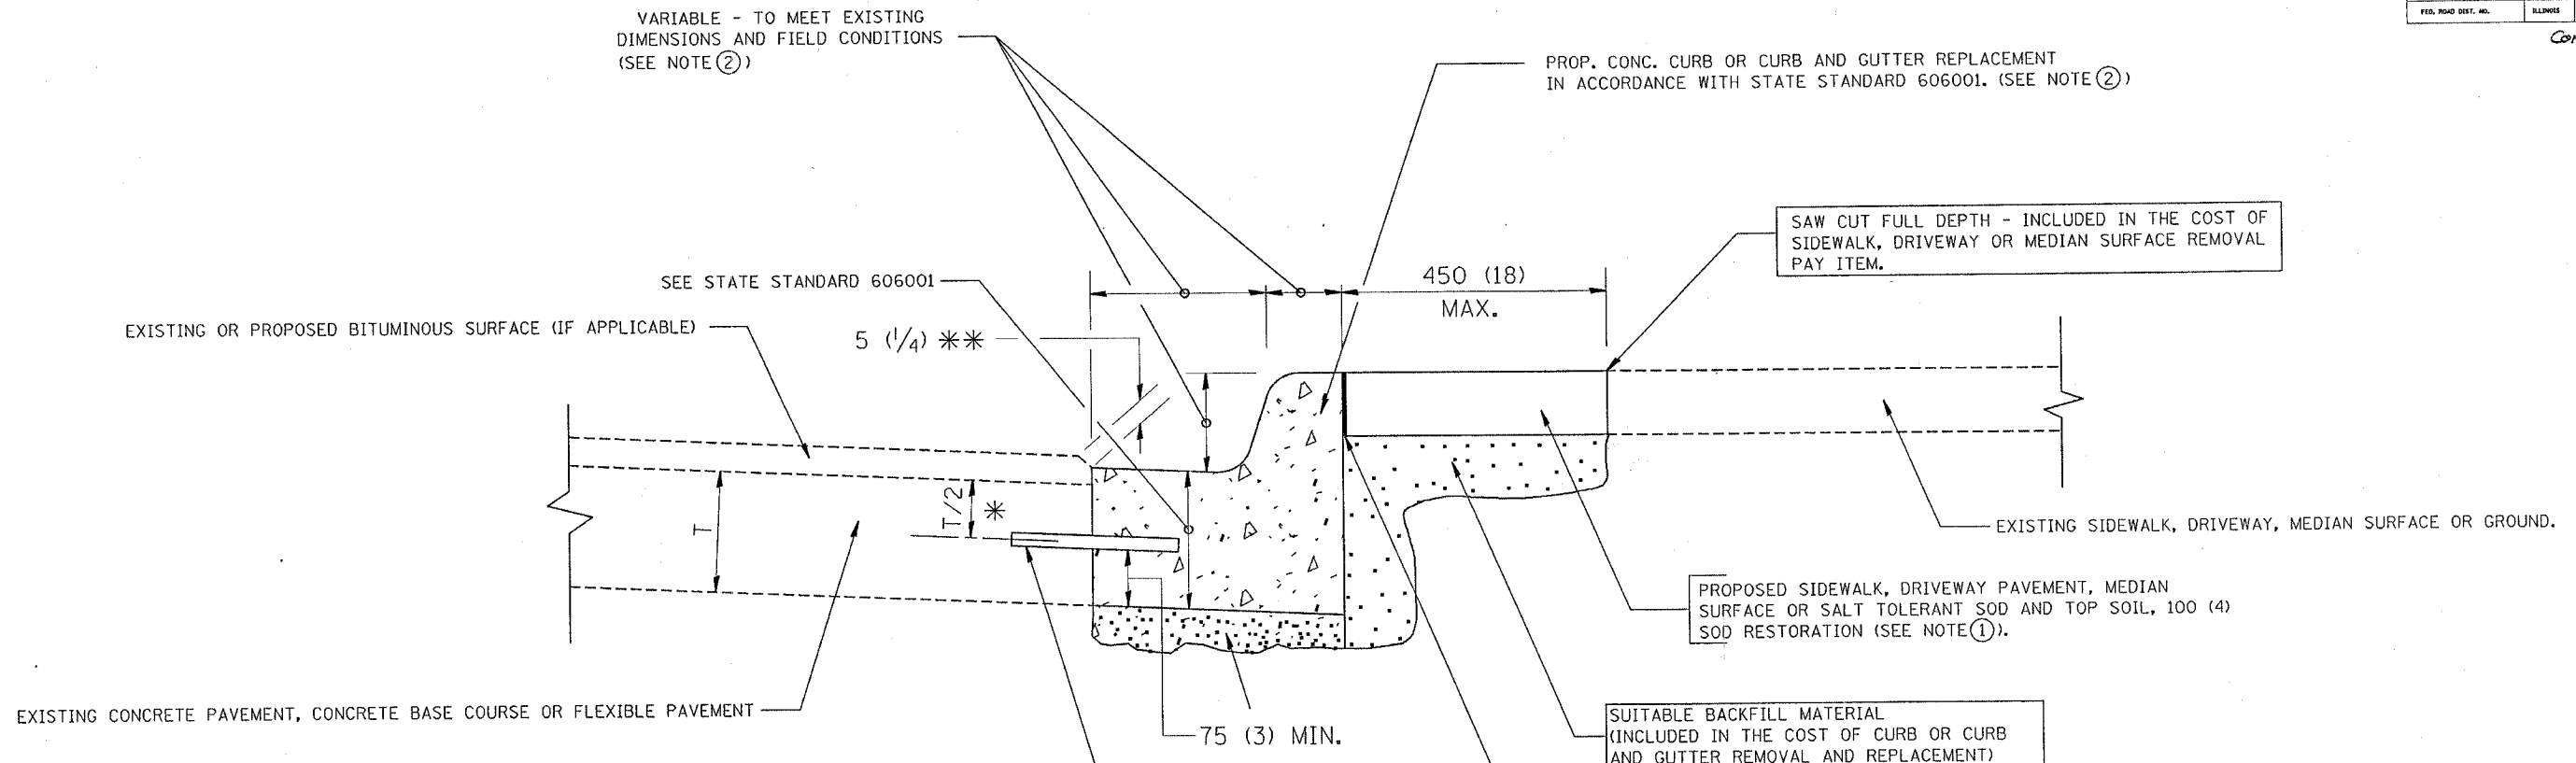 FED. ROAD DIST. NO.
ILLINOIS
VARIABLE - TO MEET EXISTING
DIMENSIONS AND FIELD CONDITIONS
(SEE NOTE ②)
PROP. CONC. CURB OR CURB AND GUTTER REPLACEMENT
IN ACCORDANCE WITH STATE STANDARD 606001. (SEE NOTE ②)
SAW CUT FULL DEPTH - INCLUDED IN THE COST OF
SIDEWALK, DRIVEWAY OR MEDIAN SURFACE REMOVAL
PAY ITEM.
SEE STATE STANDARD 606001
450 (18)
MAX.
EXISTING OR PROPOSED BITUMINOUS SURFACE (IF APPLICABLE)
5 (1/4) **
T
T/2
*
EXISTING SIDEWALK, DRIVEWAY, MEDIAN SURFACE OR GROUND.
PROPOSED SIDEWALK, DRIVEWAY PAVEMENT, MEDIAN
SURFACE OR SALT TOLERANT SOD AND TOP SOIL, 100 (4)
SOD RESTORATION (SEE NOTE ①).
EXISTING CONCRETE PAVEMENT, CONCRETE BASE COURSE OR FLEXIBLE PAVEMENT
75 (3) MIN.
SUITABLE BACKFILL MATERIAL
(INCLUDED IN THE COST OF CURB OR CURB
AND GUTTER REMOVAL AND REPLACEMENT)